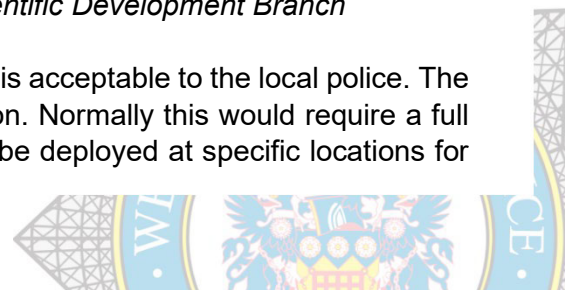 entific Development Branch
is acceptable to the local police. The
on. Normally this would require a full
be deployed at specific locations for